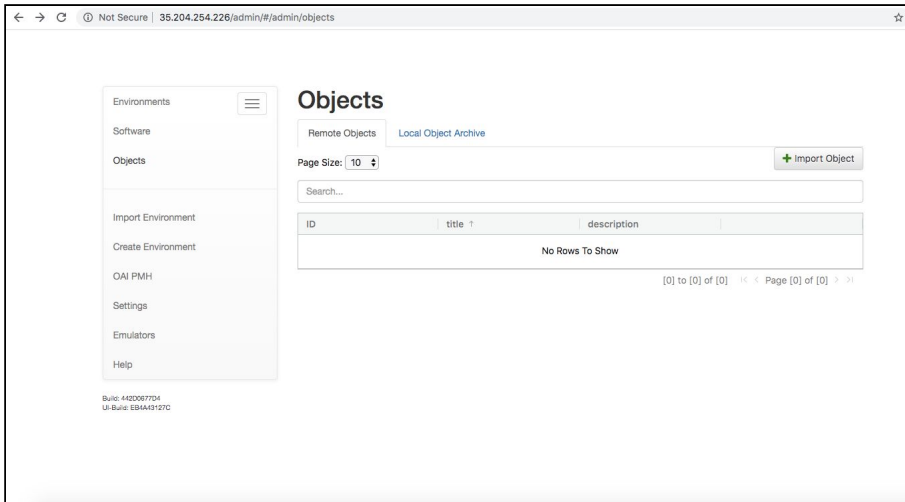 Not Secure | 35.204.254.226/admin/#/admin/objects
Environments
Software
Objects
Import Environment
Create Environment
OAI PMH
Settings
Emulators
Help
Build: 442D0677D4
UI-Build: EB4A43127C
Objects
Remote Objects Local Object Archive
Page Size: 10
+ Import Object
Search...
ID title ↑ description
No Rows To Show
[0] to [0] of [0] Page [0] of [0]